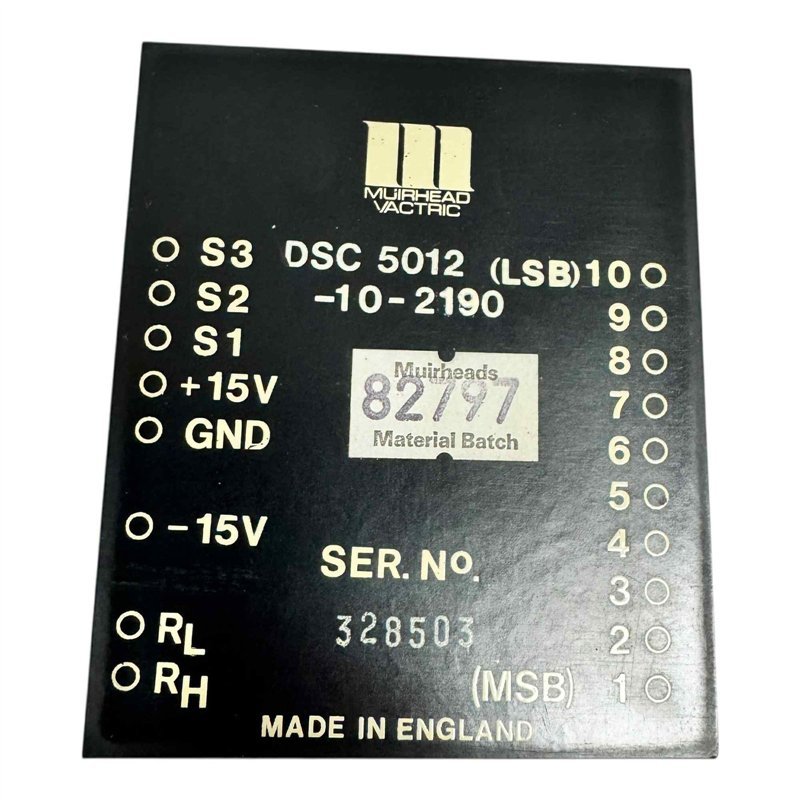 MUIRHEAD
VACTRIC
DSC 5012
-10-2190
S3
S2
S1
+15V
GND
-15V
RL
RH
(LSB) 10
9
8
7
6
5
4
3
2
(MSB) 1
Muirheads
82797
Material Batch
SER. No.
328503
MADE IN ENGLAND